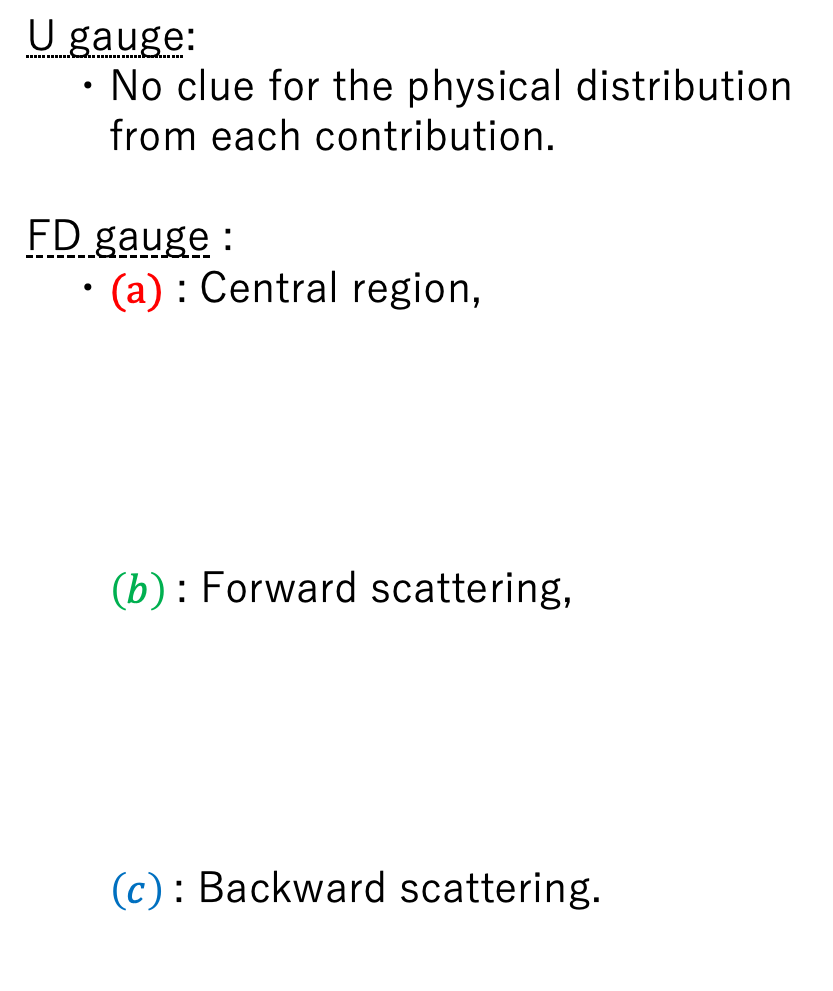 U gauge:
・No clue for the physical distribution
from each contribution.
FD gauge :
・(a) : Central region,
(b) : Forward scattering,
(c) : Backward scattering.